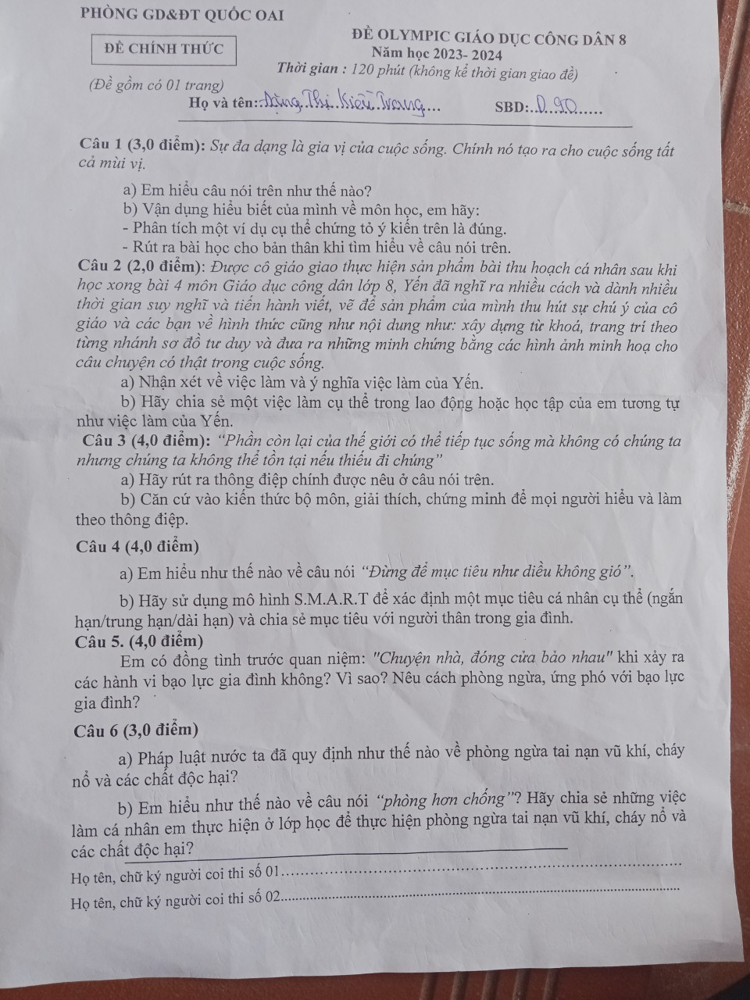 PHÒNG GD&ĐT QUỐC OAI
ĐỀ CHÍNH THỨC
(Đề gồm có 01 trang)
ĐỀ OLYMPIC GIÁO DỤC CÔNG DÂN 8
Năm học 2023- 2024
Thời gian : 120 phút (không kể thời gian giao đề)
Họ và tên: Đặng Thị Kiều Trang SBD: 090
Câu 1 (3,0 điểm): Sự đa dạng là gia vị của cuộc sống. Chính nó tạo ra cho cuộc sống tất
cả mùi vị.
a) Em hiểu câu nói trên như thế nào?
b) Vận dụng hiểu biết của mình về môn học, em hãy:
- Phân tích một ví dụ cụ thể chứng tỏ ý kiến trên là đúng.
- Rút ra bài học cho bản thân khi tìm hiểu về câu nói trên.
Câu 2 (2,0 điểm): Được cô giáo giao thực hiện sản phẩm bài thu hoạch cá nhân sau khi
học xong bài 4 môn Giáo dục công dân lớp 8, Yến đã nghĩ ra nhiều cách và dành nhiều
thời gian suy nghĩ và tiến hành viết, vẽ để sản phẩm của mình thu hút sự chú ý của cô
giáo và các bạn về hình thức cũng như nội dung như: xây dựng từ khoá, trang trí theo
từng nhánh sơ đồ tư duy và đưa ra những minh chứng bằng các hình ảnh minh hoạ cho
câu chuyện có thật trong cuộc sống.
a) Nhận xét về việc làm và ý nghĩa việc làm của Yến.
b) Hãy chia sẻ một việc làm cụ thể trong lao động hoặc học tập của em tương tự
như việc làm của Yến.
Câu 3 (4,0 điểm): “Phần còn lại của thế giới có thể tiếp tục sống mà không có chúng ta
nhưng chúng ta không thể tồn tại nếu thiếu đi chúng”
a) Hãy rút ra thông điệp chính được nêu ở câu nói trên.
b) Căn cứ vào kiến thức bộ môn, giải thích, chứng minh để mọi người hiểu và làm
theo thông điệp.
Câu 4 (4,0 điểm)
a) Em hiểu như thế nào về câu nói “Đừng để mục tiêu như diều không gió”.
b) Hãy sử dụng mô hình S.M.A.R.T để xác định một mục tiêu cá nhân cụ thể (ngắn
hạn/trung hạn/dài hạn) và chia sẻ mục tiêu với người thân trong gia đình.
Câu 5. (4,0 điểm)
Em có đồng tình trước quan niệm: "Chuyện nhà, đóng cửa bảo nhau" khi xảy ra
các hành vi bạo lực gia đình không? Vì sao? Nêu cách phòng ngừa, ứng phó với bạo lực
gia đình?
Câu 6 (3,0 điểm)
a) Pháp luật nước ta đã quy định như thế nào về phòng ngừa tai nạn vũ khí, cháy
nổ và các chất độc hại?
b) Em hiểu như thế nào về câu nói “phòng hơn chống”? Hãy chia sẻ những việc
làm cá nhân em thực hiện ở lớp học để thực hiện phòng ngừa tai nạn vũ khí, cháy nổ và
các chất độc hại?
Họ tên, chữ ký người coi thi số 01
Họ tên, chữ ký người coi thi số 02